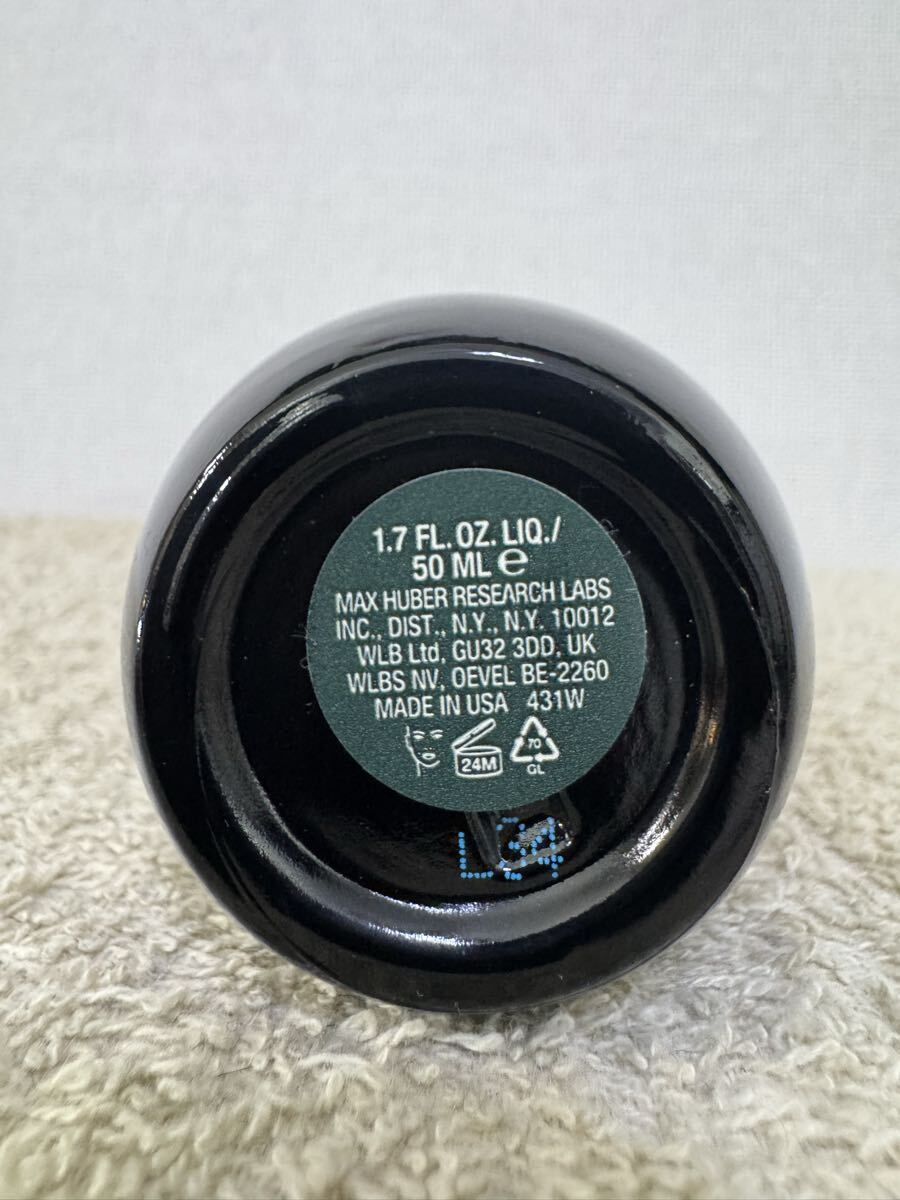 1.7 FL. OZ. LIQ./
50 ML ℮
MAX HUBER RESEARCH LABS
INC., DIST., N.Y., N.Y. 10012
WLB Ltd, GU32 3DD, UK
WLBS NV, OEVEL BE-2260
MADE IN USA 431W
24M
70
GL